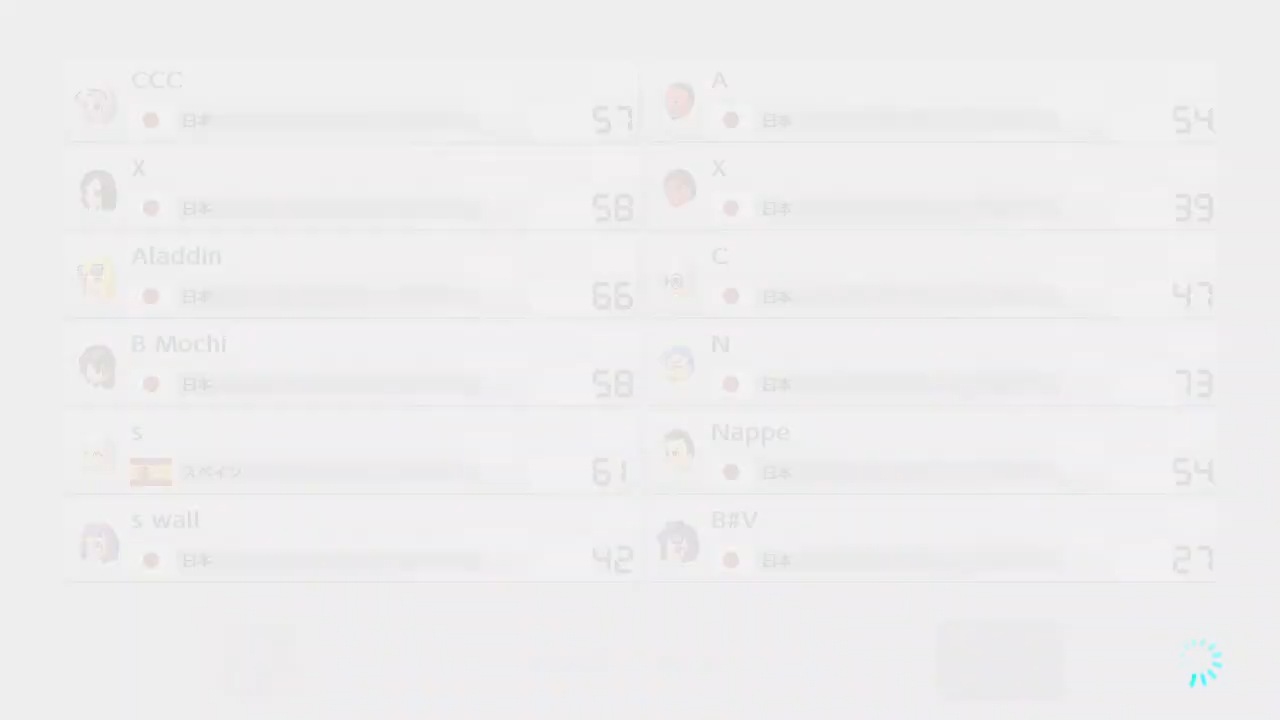 CCC
日本 57
A
日本 54
X
日本 58
X
日本 39
Aladdin
日本 66
C
日本 47
B Mochi
日本 58
N
日本 73
s
スペイン 61
Nappe
日本 54
s wall
日本 42
B#V
日本 27